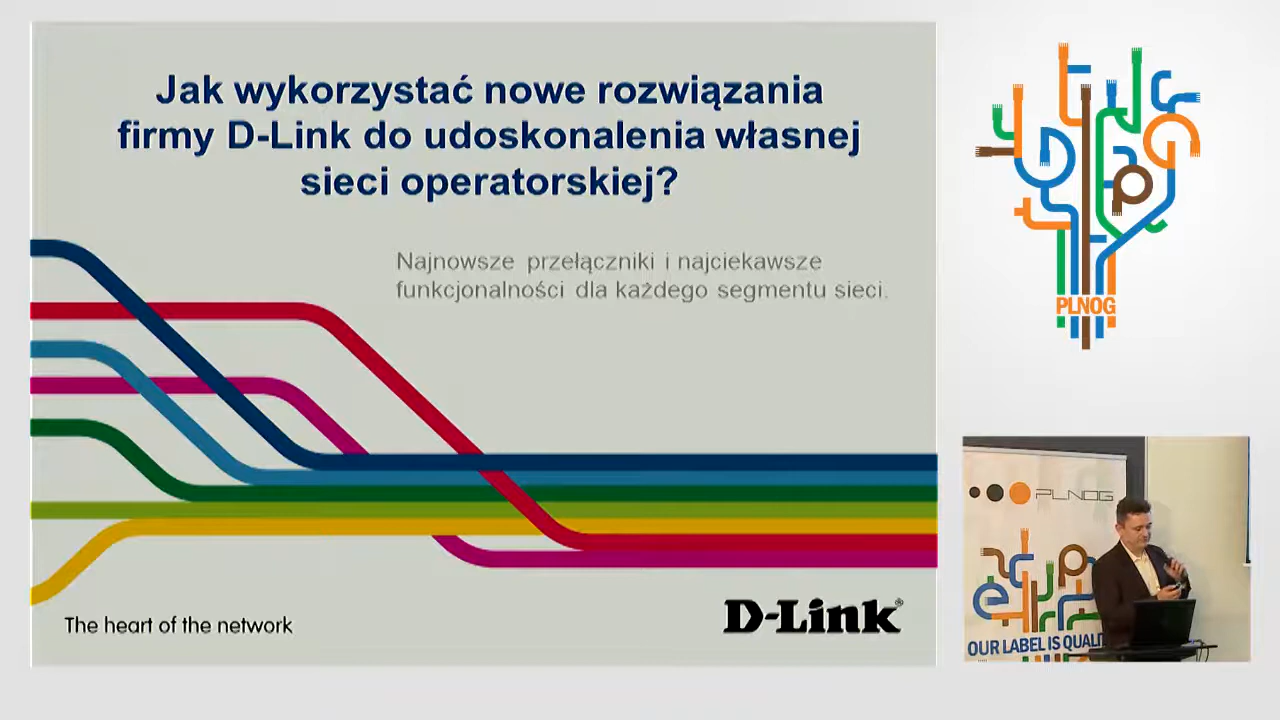 Jak wykorzystać nowe rozwiązania
firmy D-Link do udoskonalenia własnej
sieci operatorskiej?
Najnowsze przełączniki i najciekawsze
funkcjonalności dla każdego segmentu sieci.
The heart of the network
D-Link®
PLNOG
PLNOG
OUR LABEL IS QUALI